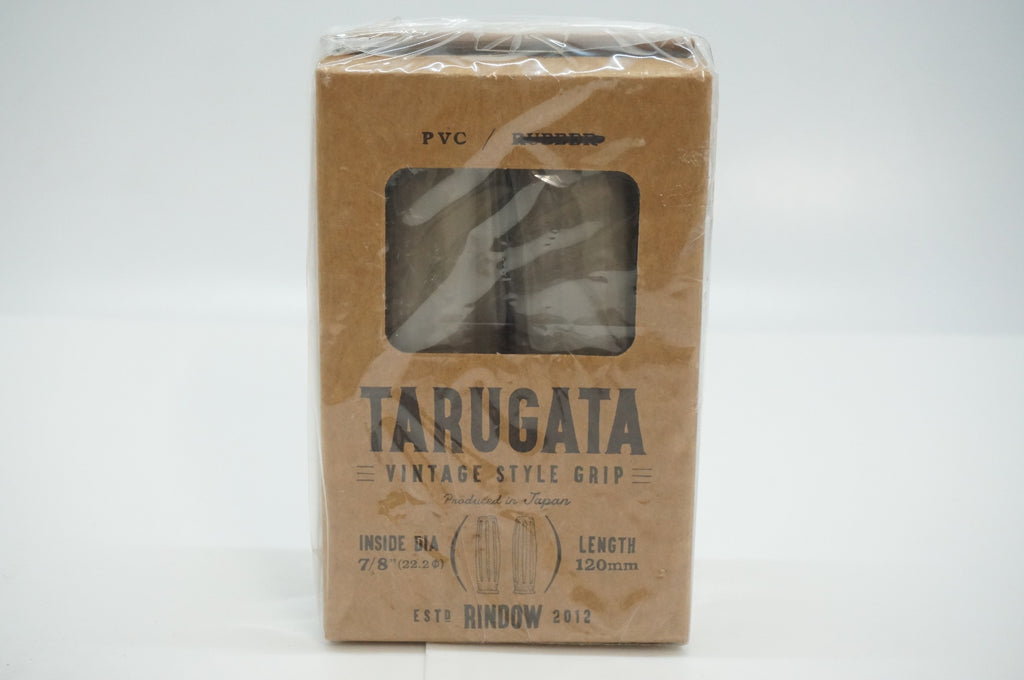 PVC / RUBBER
TARUGATA
VINTAGE STYLE GRIP
Produced in Japan
INSIDE DIA
7/8"(22.2Φ)
LENGTH
120mm
ESTD RINDOW 2012